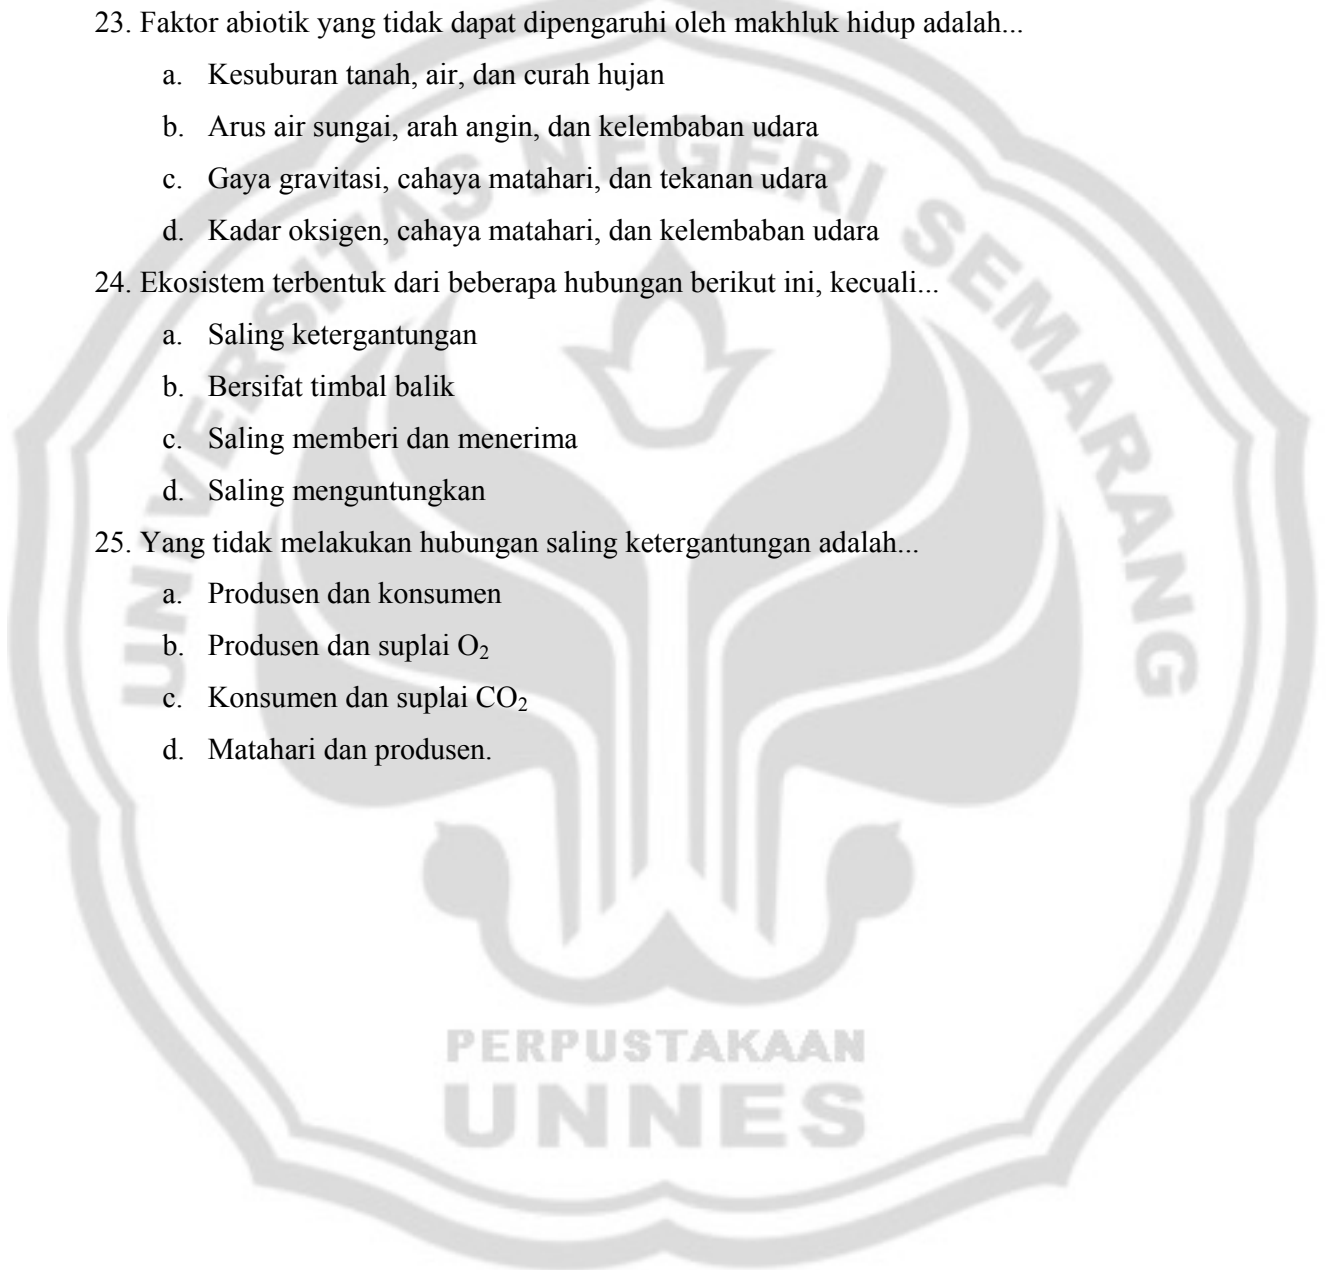 23. Faktor abiotik yang tidak dapat dipengaruhi oleh makhluk hidup adalah...
a. Kesuburan tanah, air, dan curah hujan
b. Arus air sungai, arah angin, dan kelembaban udara
c. Gaya gravitasi, cahaya matahari, dan tekanan udara
d. Kadar oksigen, cahaya matahari, dan kelembaban udara
24. Ekosistem terbentuk dari beberapa hubungan berikut ini, kecuali...
a. Saling ketergantungan
b. Bersifat timbal balik
c. Saling memberi dan menerima
d. Saling menguntungkan
25. Yang tidak melakukan hubungan saling ketergantungan adalah...
a. Produsen dan konsumen
b. Produsen dan suplai O₂
c. Konsumen dan suplai CO₂
d. Matahari dan produsen.
UNIVERSITAS NEGERI SEMARANG
PERPUSTAKAAN
UNNES